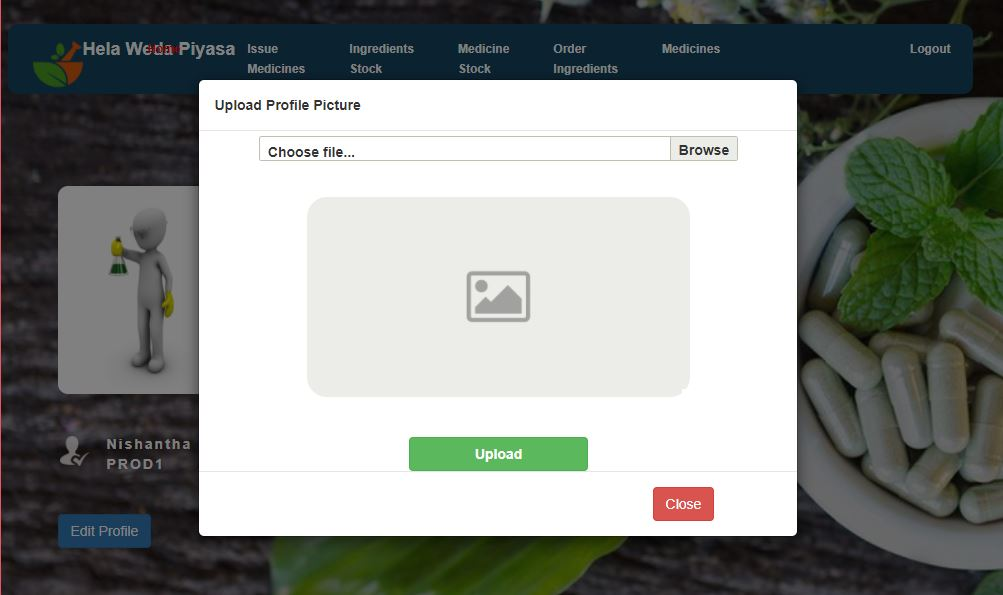 Hela Weda Piyasa
Home
Issue Medicines
Ingredients Stock
Medicine Stock
Order Ingredients
Medicines
Logout
Upload Profile Picture
Choose file...
Browse
Nishantha
PROD1
Upload
Close
Edit Profile